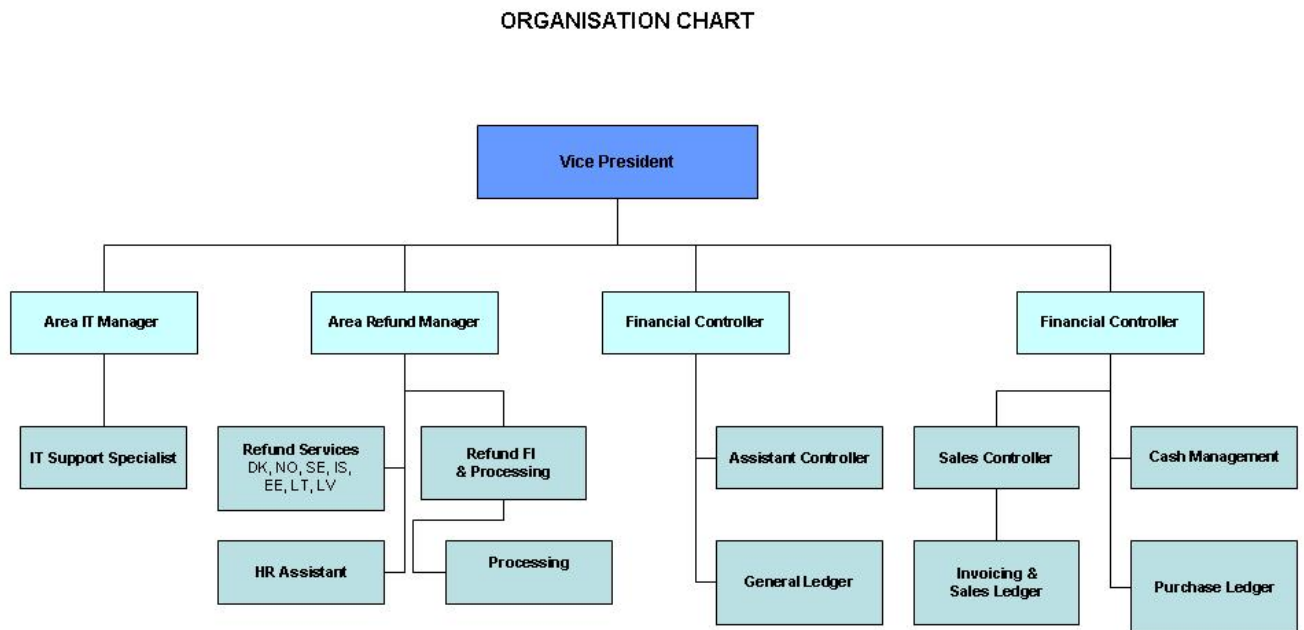 ORGANISATION CHART
Vice President
Area IT Manager
Area Refund Manager
Financial Controller
Financial Controller
IT Support Specialist
Refund Services
DK, NO, SE, IS,
EE, LT, LV
Refund FI
& Processing
Assistant Controller
Sales Controller
Cash Management
HR Assistant
Processing
General Ledger
Invoicing &
Sales Ledger
Purchase Ledger